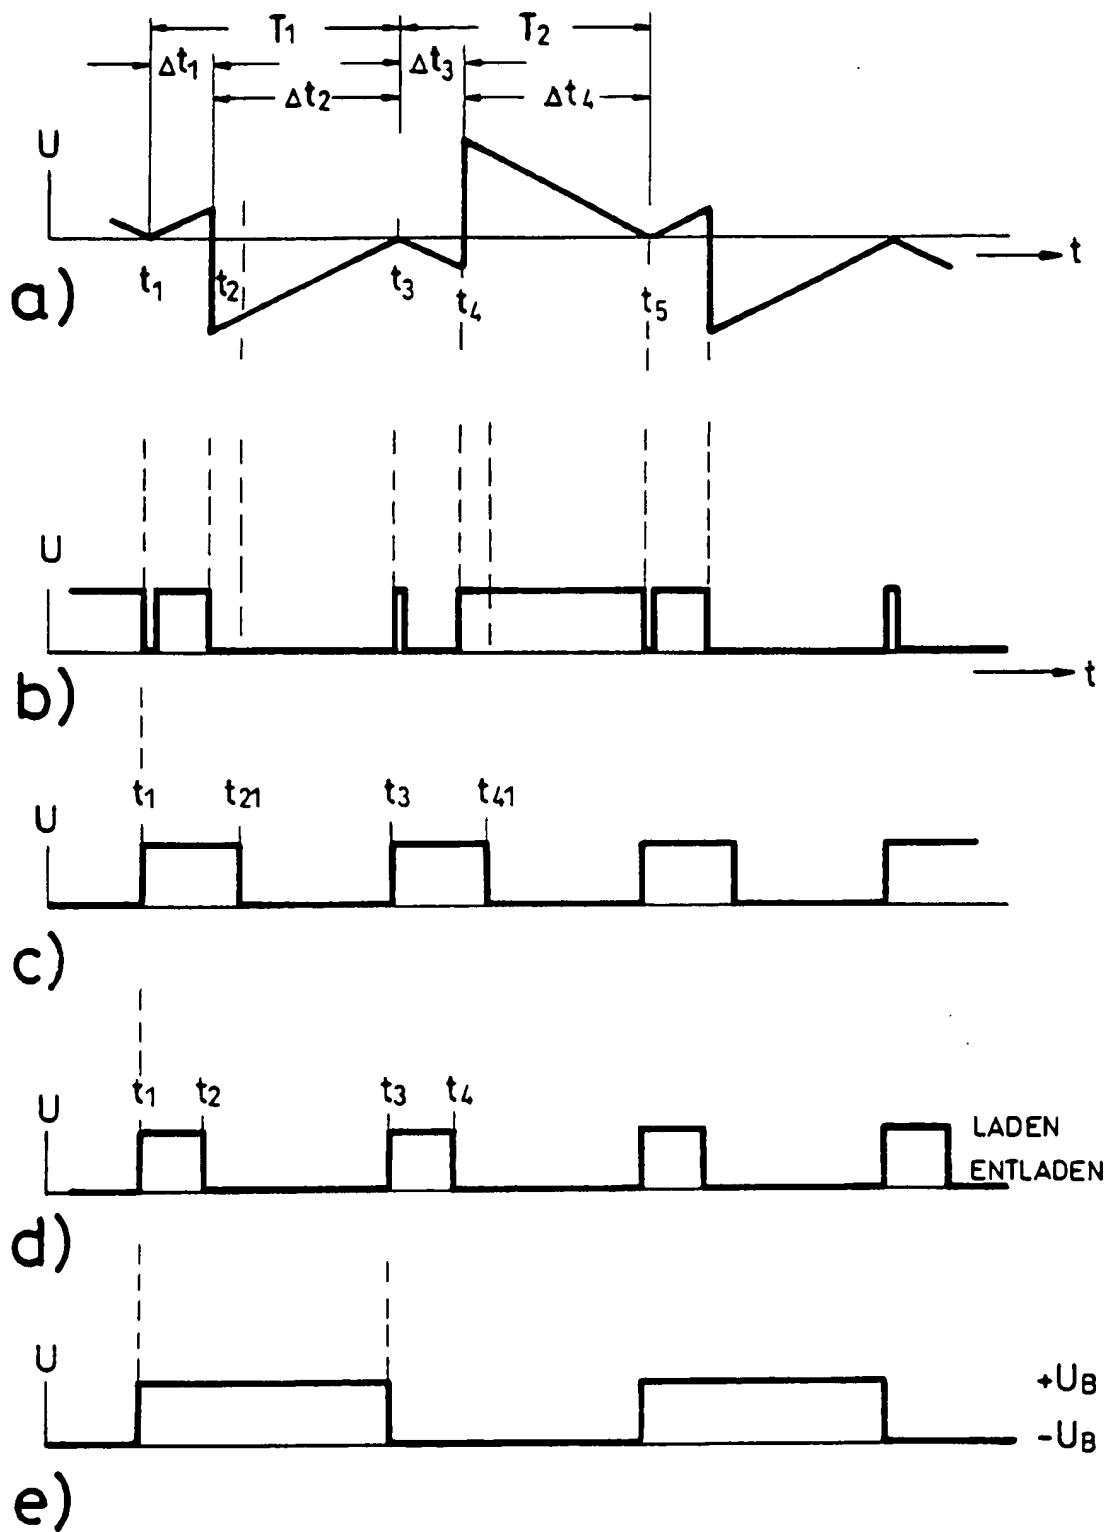 T1 T2
Δt1 Δt3
Δt2 Δt4
U
t1 t2 t3 t4 t5 t
a)
U
t
b)
t1 t21 t3 t41
U
c)
t1 t2 t3 t4
U
LADEN
ENTLADEN
d)
U
+UB
-UB
e)